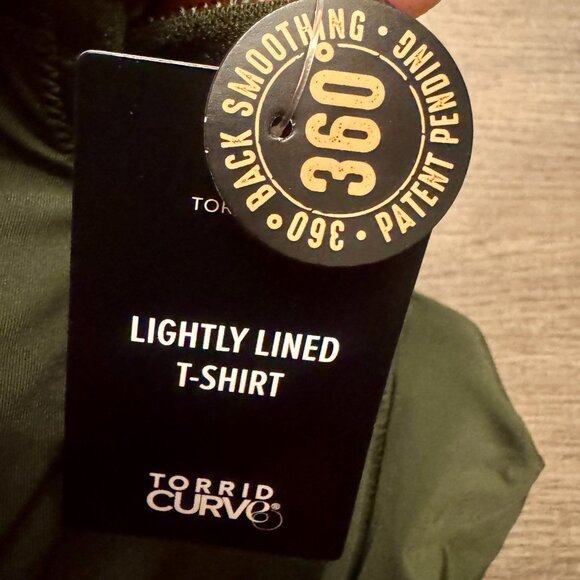 360° BACK SMOOTHING • PATENT PENDING •
360°
LIGHTLY LINED
T-SHIRT
TORRID
CURVE®